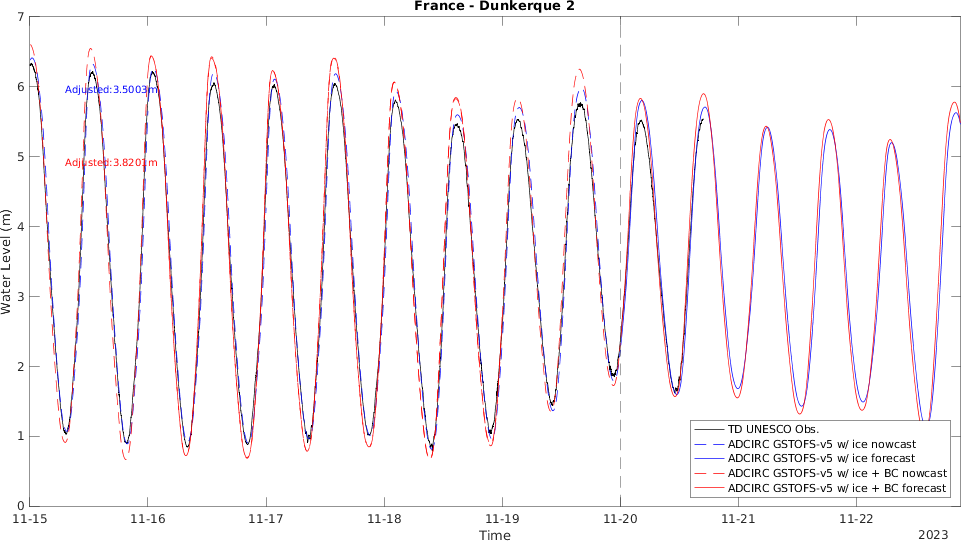 France - Dunkerque 2
7
6
5
4
3
2
1
0
Water Level (m)
Adjusted:3.5003m
Adjusted:3.8201m
TD UNESCO Obs.
ADCIRC GSTOFS-v5 w/ ice nowcast
ADCIRC GSTOFS-v5 w/ ice forecast
ADCIRC GSTOFS-v5 w/ ice + BC nowcast
ADCIRC GSTOFS-v5 w/ ice + BC forecast
11-15 11-16 11-17 11-18 11-19 11-20 11-21 11-22
Time
2023